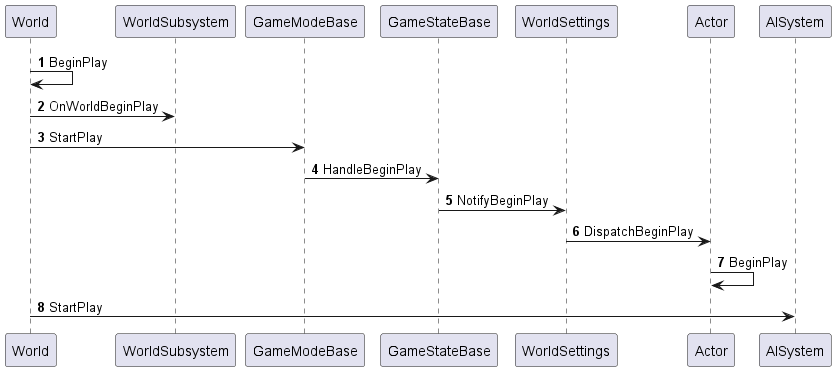 World WorldSubsystem GameModeBase GameStateBase WorldSettings Actor AISystem
1 BeginPlay
2 OnWorldBeginPlay
3 StartPlay
4 HandleBeginPlay
5 NotifyBeginPlay
6 DispatchBeginPlay
7 BeginPlay
8 StartPlay
World WorldSubsystem GameModeBase GameStateBase WorldSettings Actor AISystem